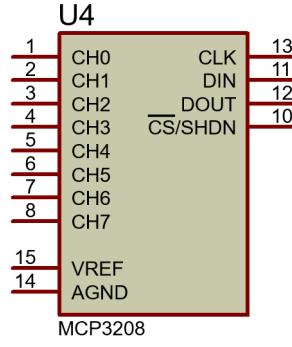 U4
1 CH0 CLK 13
2 CH1 DIN 11
3 CH2 DOUT 12
4 CH3 CS/SHDN 10
5 CH4
6 CH5
7 CH6
8 CH7
15 VREF
14 AGND
MCP3208